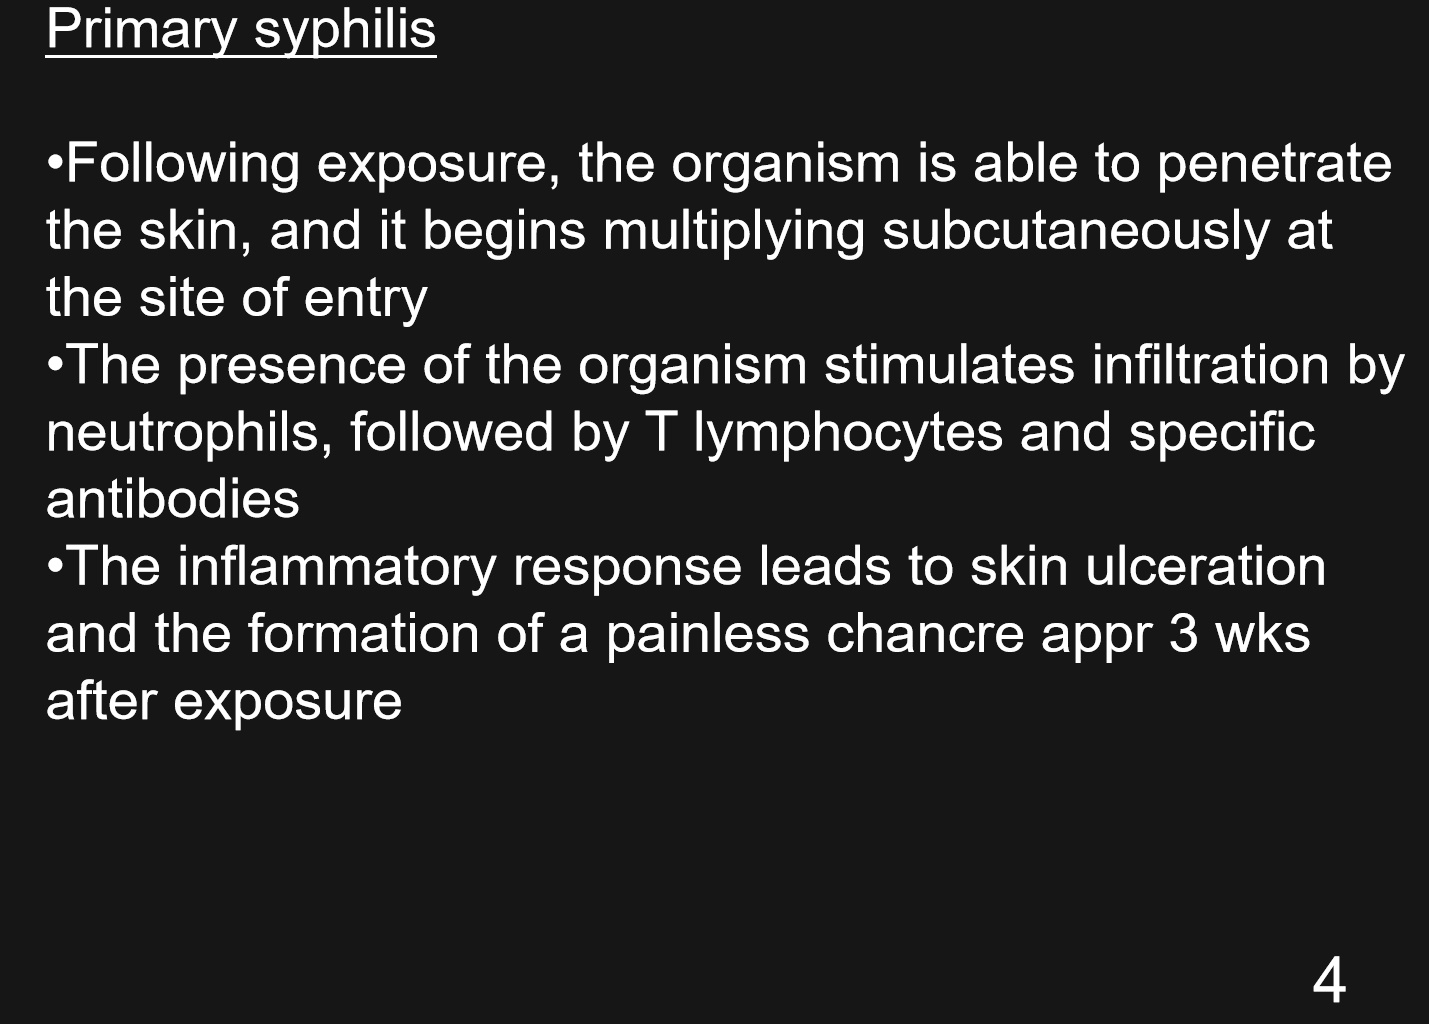 Primary syphilis
•Following exposure, the organism is able to penetrate
the skin, and it begins multiplying subcutaneously at
the site of entry
•The presence of the organism stimulates infiltration by
neutrophils, followed by T lymphocytes and specific
antibodies
•The inflammatory response leads to skin ulceration
and the formation of a painless chancre appr 3 wks
after exposure
4